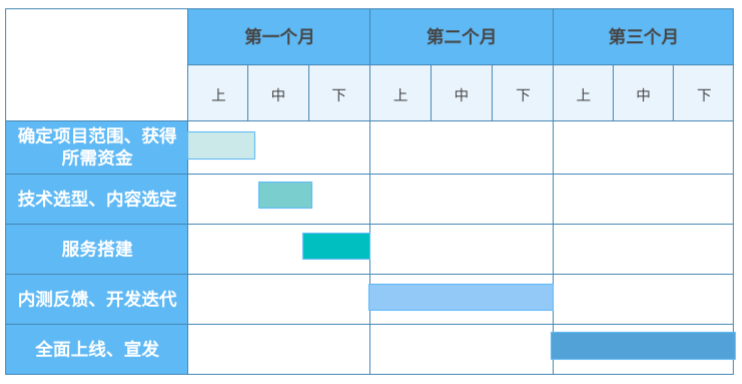 第一个月 第二个月 第三个月
上 中 下 上 中 下 上 中 下
确定项目范围、获得
所需资金
技术选型、内容选定
服务搭建
内测反馈、开发迭代
全面上线、宣发